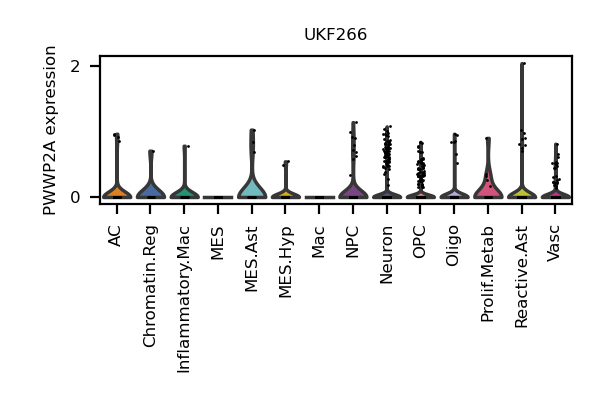 UKF266
PWWP2A expression
2
0
AC
Chromatin.Reg
Inflammatory.Mac
MES
MES.Ast
MES.Hyp
Mac
NPC
Neuron
OPC
Oligo
Prolif.Metab
Reactive.Ast
Vasc